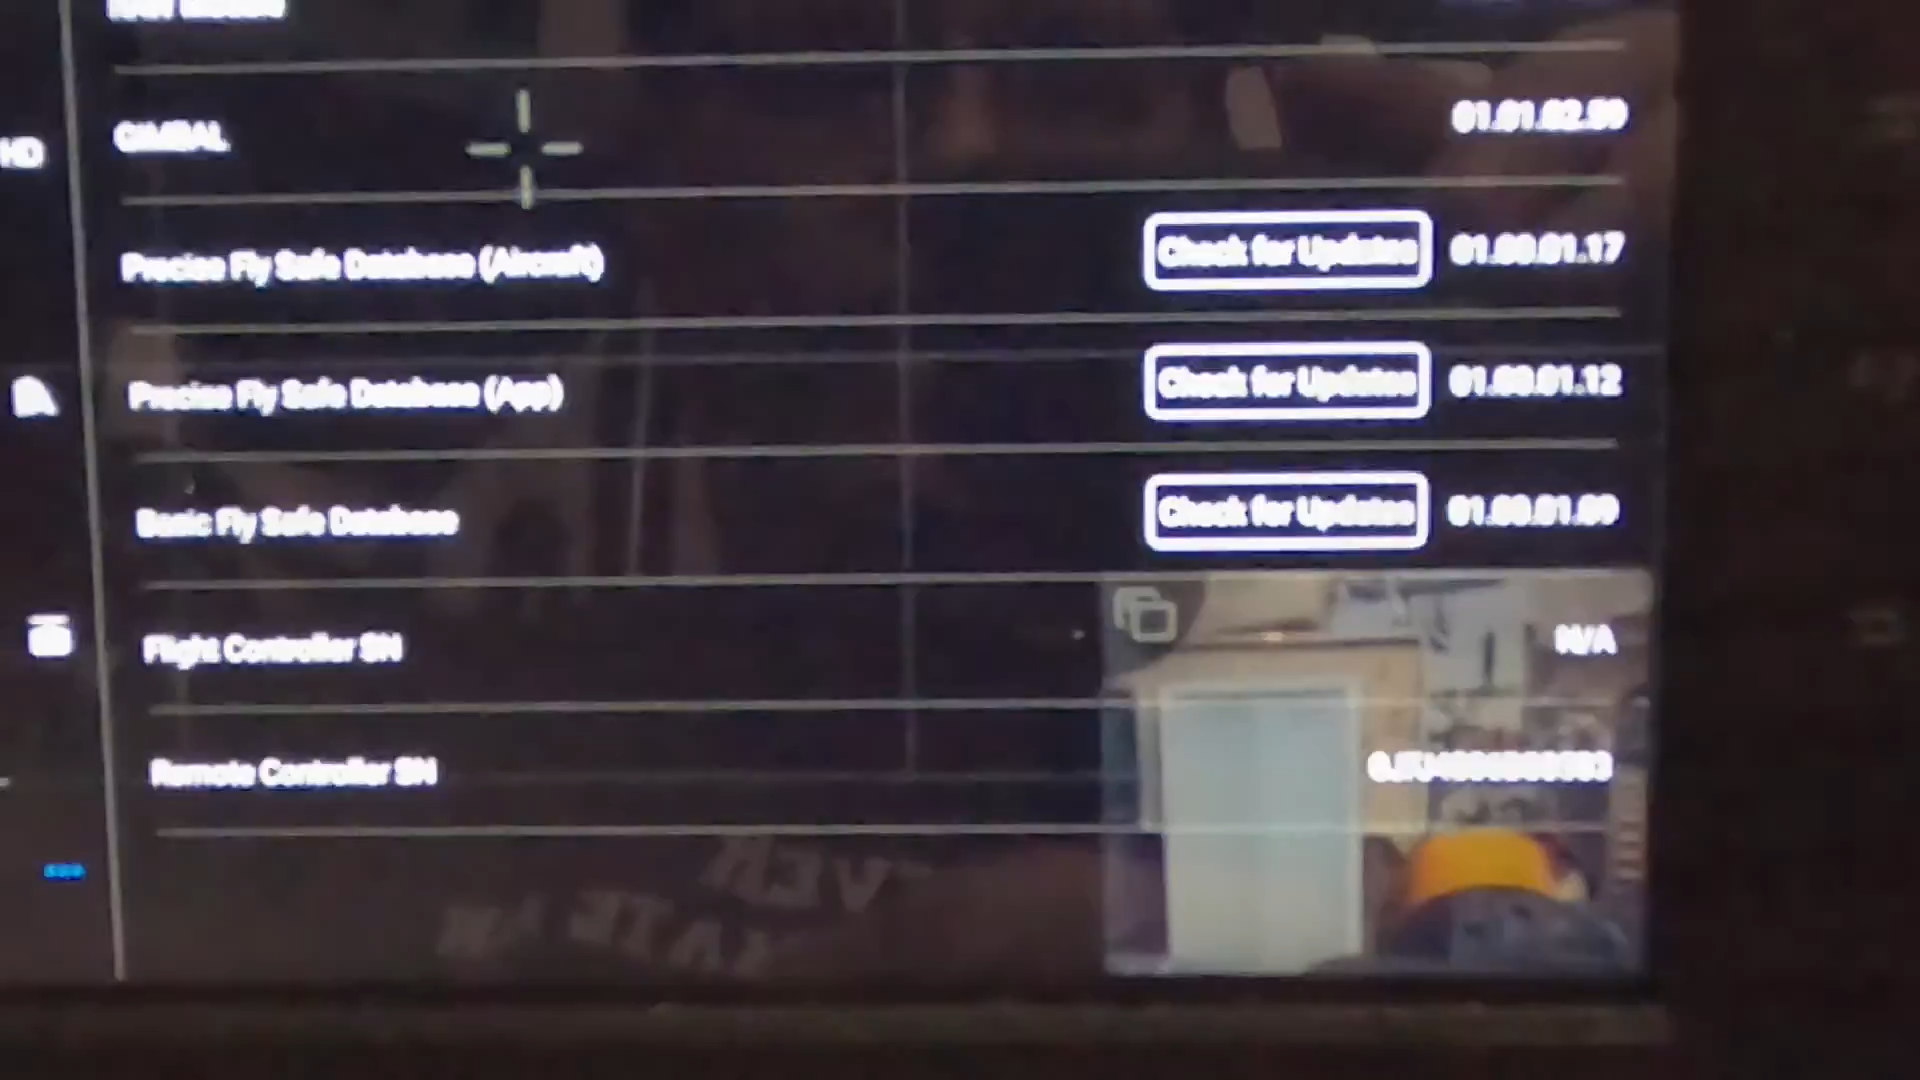 HD
GIMBAL 01.01.02.59
Precise Fly Safe Database (Aircraft) Check for Updates 01.00.01.17
Precise Fly Safe Database (App) Check for Updates 01.00.01.12
Basic Fly Safe Database Check for Updates 01.00.01.09
Flight Controller SN N/A
Remote Controller SN